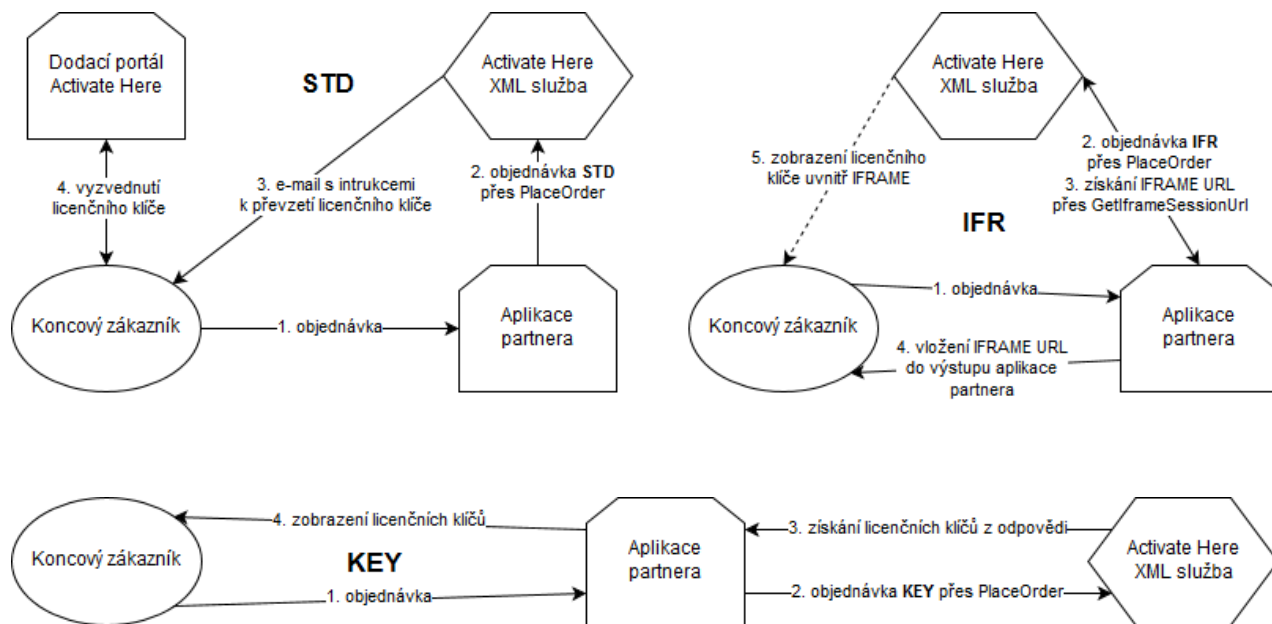 Dodací portál
Activate Here
STD
Activate Here
XML služba
4. vyzvednutí
licenčního klíče
3. e-mail s intrukcemi
k převzetí licenčního klíče
2. objednávka STD
přes PlaceOrder
Koncový zákazník
1. objednávka
Aplikace
partnera
Activate Here
XML služba
5. zobrazení licenčního
klíče uvnitř IFRAME
2. objednávka IFR
přes PlaceOrder
3. získání IFRAME URL
přes GetIframeSessionUrl
IFR
Koncový zákazník
1. objednávka
4. vložení IFRAME URL
do výstupu aplikace
partnera
Aplikace
partnera
Koncový zákazník
4. zobrazení licenčních klíčů
KEY
1. objednávka
Aplikace
partnera
3. získání licenčních klíčů z odpovědi
2. objednávka KEY přes PlaceOrder
Activate Here
XML služba